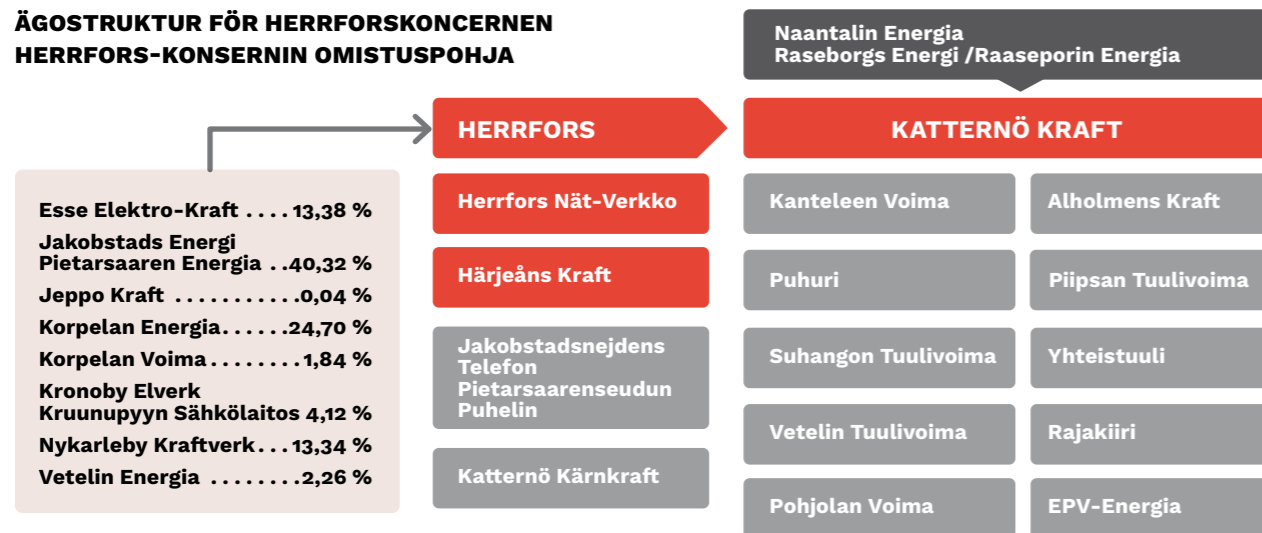 ÄGOSTRUKTUR FÖR HERRFORSKONCERNEN
HERRFORS-KONSERNIN OMISTUSPOHJA
Naantalin Energia
Raseborgs Energi /Raaseporin Energia
HERRFORS
KATTERNÖ KRAFT
Esse Elektro-Kraft ....13,38 %
Jakobstads Energi
Pietarsaaren Energia ..40,32 %
Jeppo Kraft ...........0,04 %
Korpelan Energia......24,70 %
Korpelan Voima........1,84 %
Kronoby Elverk
Kruunupyyn Sähkölaitos 4,12 %
Nykarleby Kraftverk...13,34 %
Vetelin Energia ........2,26 %
Herrfors Nät-Verkko
Härjeåns Kraft
Jakobstadsnejdens
Telefon
Pietarsaarenseudun
Puhelin
Katternö Kärnkraft
Kanteleen Voima
Alholmens Kraft
Puhuri
Piipsan Tuulivoima
Suhangon Tuulivoima
Yhteistuuli
Vetelin Tuulivoima
Rajakiiri
Pohjolan Voima
EPV-Energia